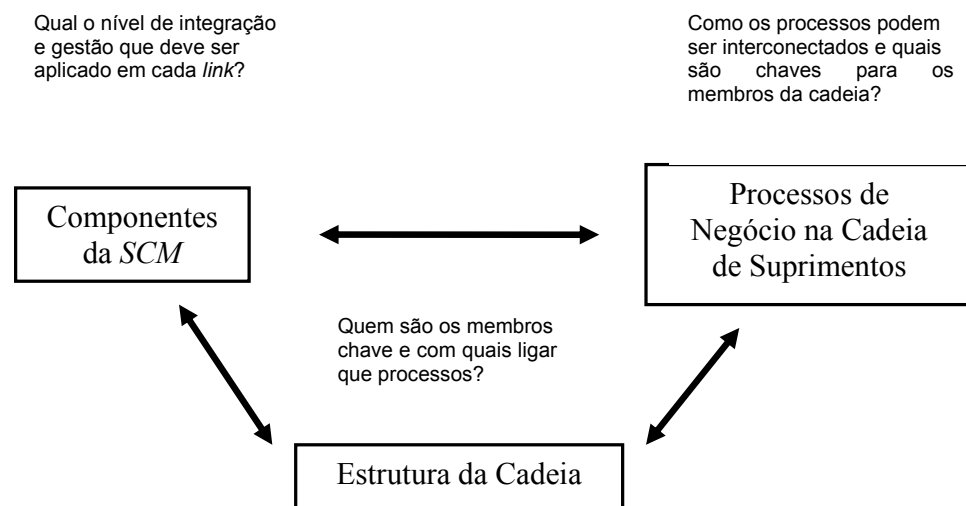 Qual o nível de integração
e gestão que deve ser
aplicado em cada link?
Como os processos podem
ser interconectados e quais
são chaves para os
membros da cadeia?
Componentes
da SCM
Processos de
Negócio na Cadeia
de Suprimentos
Quem são os membros
chave e com quais ligar
que processos?
Estrutura da Cadeia